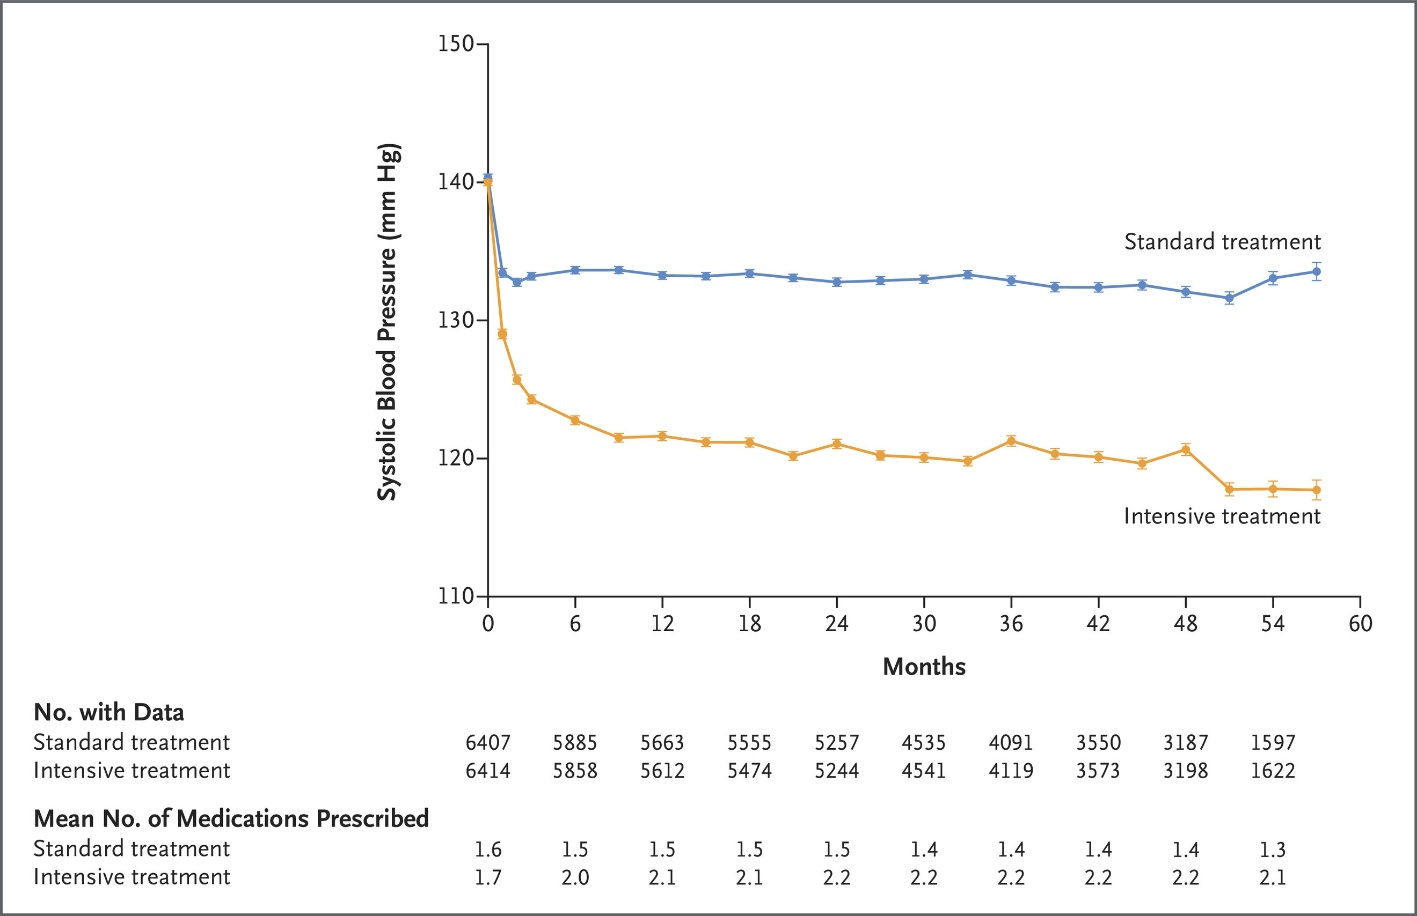 150
140
130
120
110
Systolic Blood Pressure (mm Hg)
Standard treatment
Intensive treatment
0 6 12 18 24 30 36 42 48 54 60
Months
No. with Data
Standard treatment 6407 5885 5663 5555 5257 4535 4091 3550 3187 1597
Intensive treatment 6414 5858 5612 5474 5244 4541 4119 3573 3198 1622
Mean No. of Medications Prescribed
Standard treatment 1.6 1.5 1.5 1.5 1.5 1.4 1.4 1.4 1.4 1.3
Intensive treatment 1.7 2.0 2.1 2.1 2.2 2.2 2.2 2.2 2.2 2.1